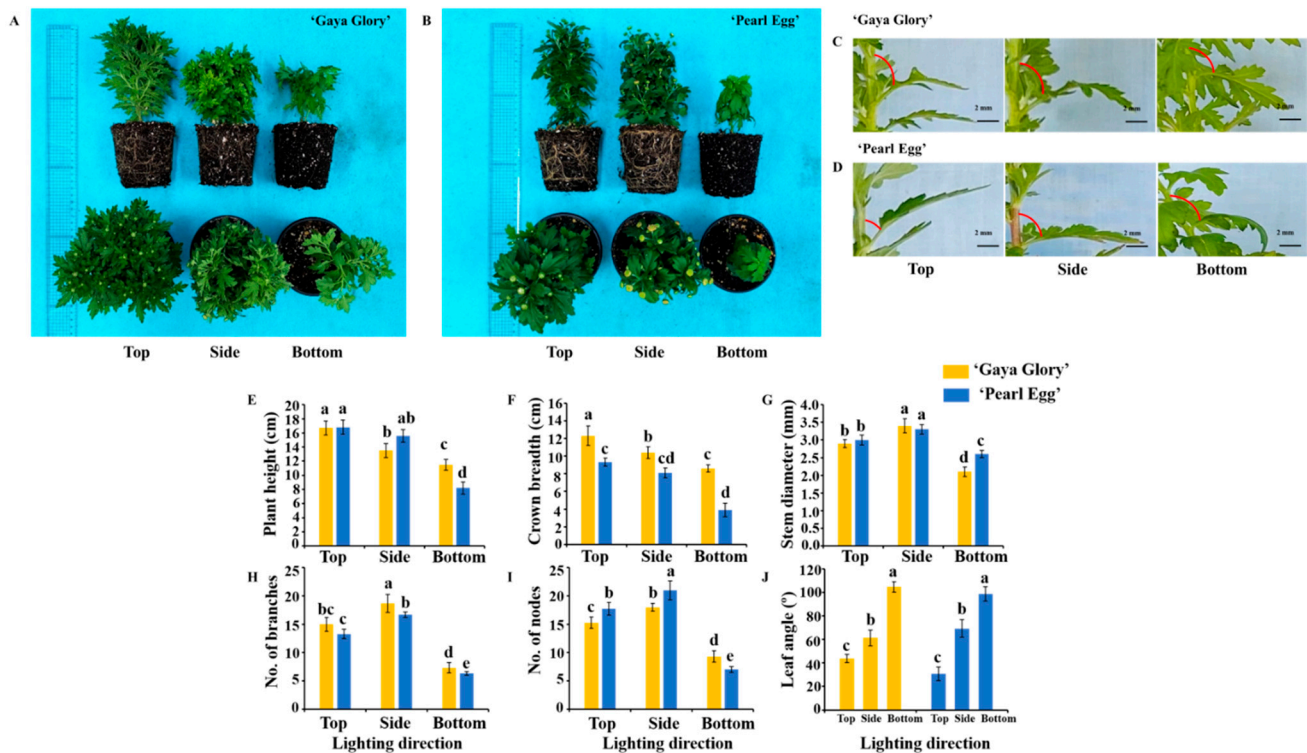 A
'Gaya Glory'
Top
Side
Bottom
B
'Pearl Egg'
Top
Side
Bottom
'Gaya Glory'
C
2 mm
2 mm
2 mm
'Pearl Egg'
D
2 mm
2 mm
2 mm
Top
Side
Bottom
'Gaya Glory'
'Pearl Egg'
E
Plant height (cm)
20
18
16
14
12
10
8
6
4
2
0
a a
b ab
c d
Top Side Bottom
F
Crown breadth (cm)
16
14
12
10
8
6
4
2
0
a c
b cd
c d
Top Side Bottom
G
Stem diameter (mm)
4.0
3.5
3.0
2.5
2.0
1.5
1.0
0.5
0.0
b b
a a
d c
Top Side Bottom
H
No. of branches
25
20
15
10
5
0
bc c
a b
d e
Top Side Bottom
Lighting direction
I
No. of nodes
25
20
15
10
5
0
c b
b a
d e
Top Side Bottom
Lighting direction
J
Leaf angle (°)
120
100
80
60
40
20
0
c b a
c b a
Top Side Bottom Top Side Bottom
Lighting direction